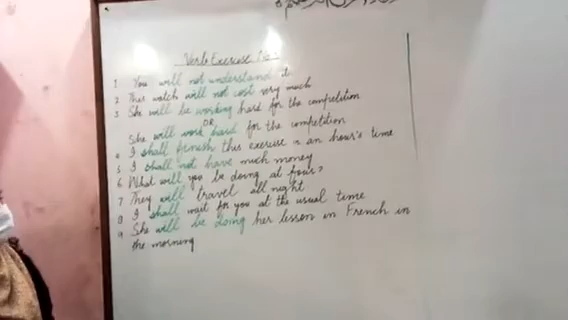 Verb Exercise
1 You will not understand it
2 This watch will not cost very much
3 She will be working hard for the competition
OR
She will work hard for the competition
4 I shall finish this exercise in an hour's time
5 I shall not have much money
6 What will you be doing at four?
7 They will travel all night
8 I shall wait for you at the usual time
9 She will be doing her lesson in French in
the morning